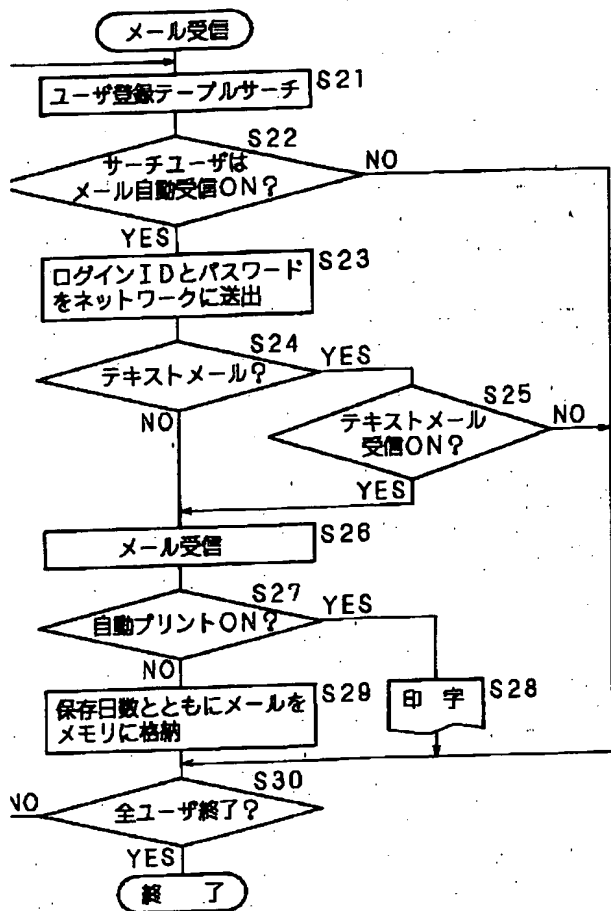 メール受信
ユーザ登録テーブルサーチ
S21
S22
サーチユーザは
メール自動受信ON?
NO
YES
ログインIDとパスワード
をネットワークに送出
S23
S24
テキストメール?
YES
NO
S25
テキストメール
受信ON?
NO
YES
メール受信
S26
S27
自動プリントON?
YES
NO
保存日数とともにメールを
メモリに格納
S29
印 字
S28
S30
NO
全ユーザ終了?
YES
終 了